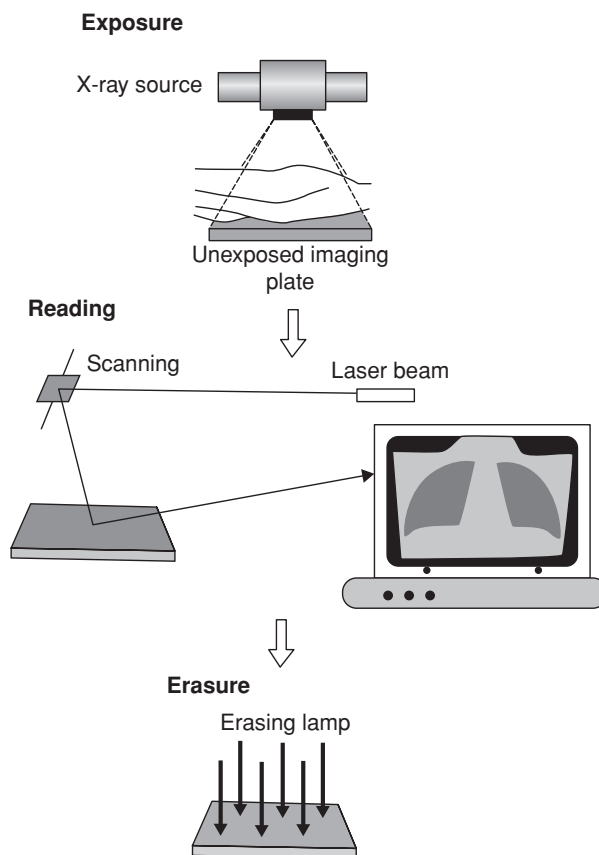 Exposure
X-ray source
Unexposed imaging
plate
Reading
Scanning
Laser beam
Erasure
Erasing lamp